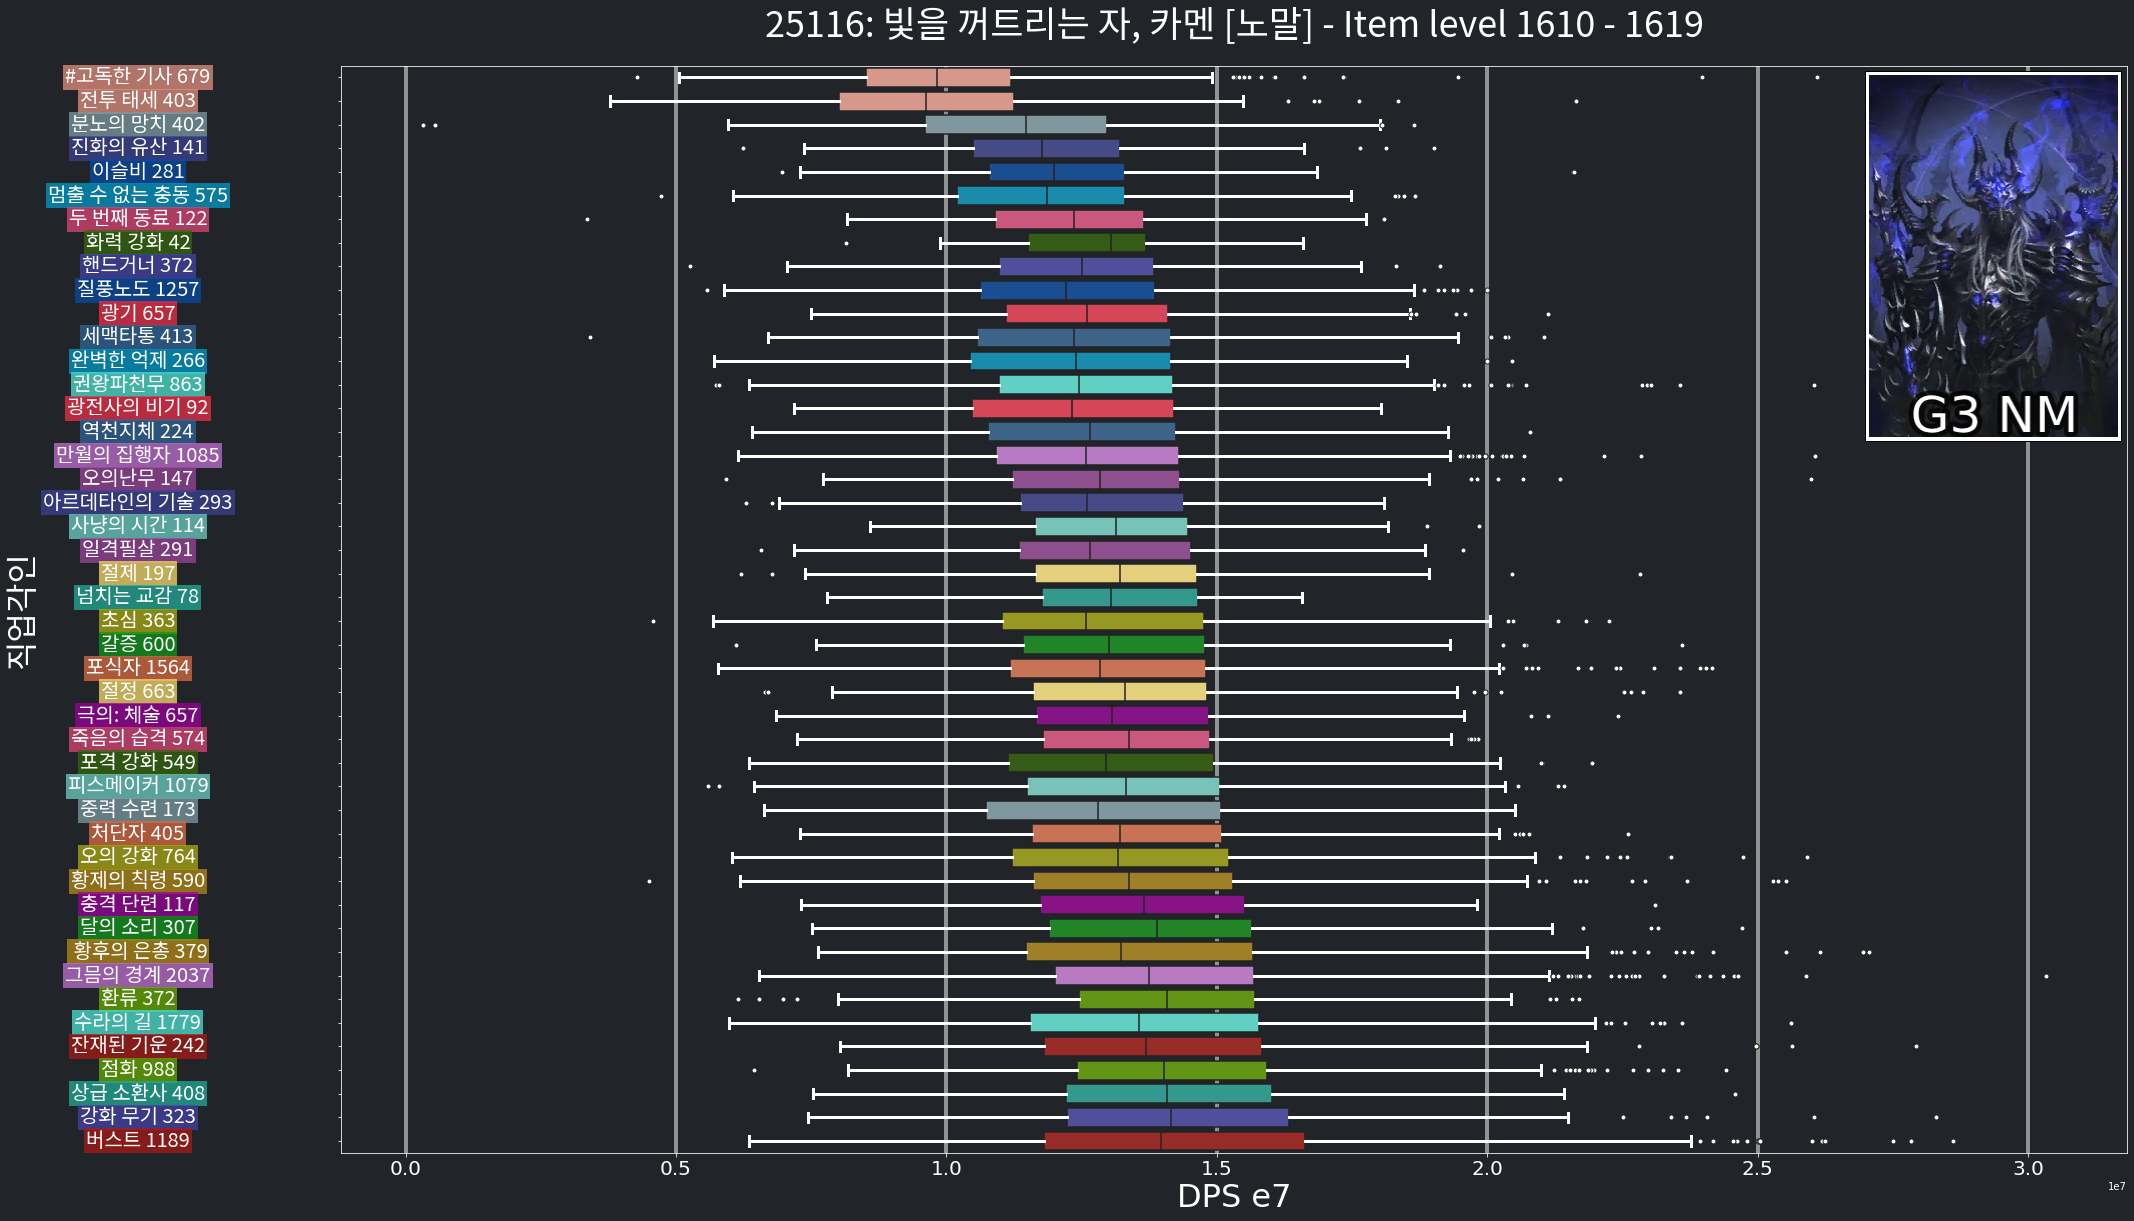 25116: 빛을 꺼트리는 자, 카멘 [노말] - Item level 1610 - 1619
#고독한 기사 679
전투 태세 403
분노의 망치 402
진화의 유산 141
이슬비 281
멈출 수 없는 충동 575
두 번째 동료 122
화력 강화 42
핸드거너 372
질풍노도 1257
광기 657
세맥타통 413
완벽한 억제 266
권왕파천무 863
광전사의 비기 92
역천지체 224
만월의 집행자 1085
오의난무 147
아르데타인의 기술 293
사냥의 시간 114
일격필살 291
절제 197
넘치는 교감 78
초심 363
갈증 600
포식자 1564
절정 663
극의: 체술 657
죽음의 습격 574
포격 강화 549
피스메이커 1079
중력 수련 173
처단자 405
오의 강화 764
황제의 칙령 590
충격 단련 117
달의 소리 307
황후의 은총 379
그믐의 경계 2037
환류 372
수라의 길 1779
잔재된 기운 242
점화 988
상급 소환사 408
강화 무기 323
버스트 1189
직업각인
G3 NM
0.0 0.5 1.0 1.5 2.0 2.5 3.0
1e7
DPS e7